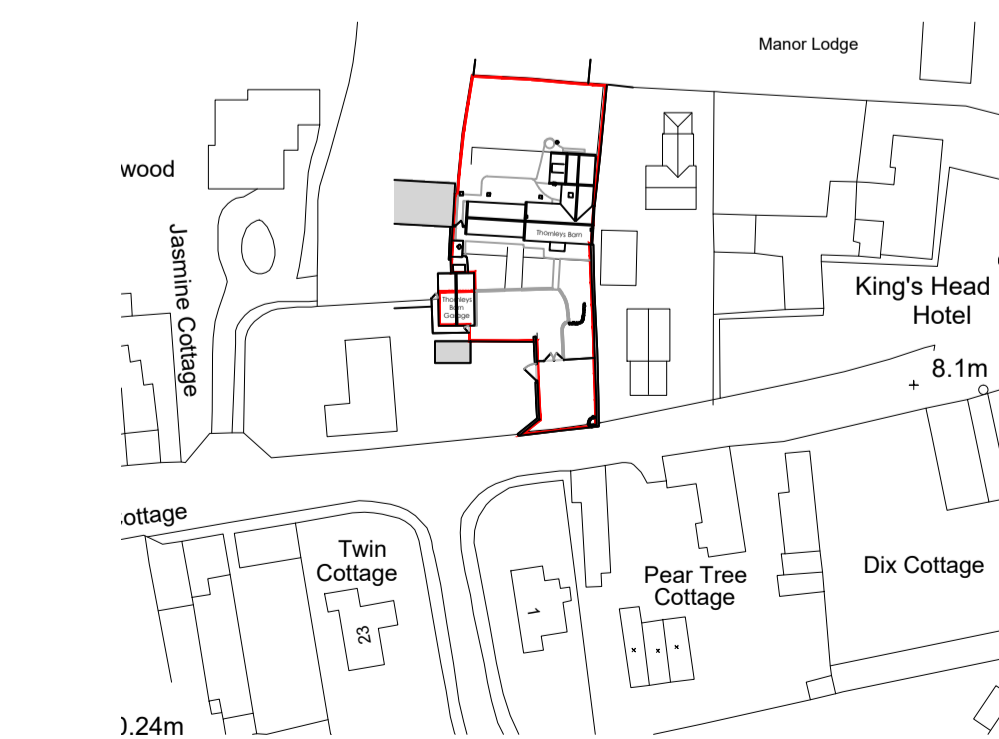 Manor Lodge
wood
Jasmine Cottage
Thornleys Barn
Thornleys
Barn
Garage
King's Head
Hotel
8.1m
ottage
Twin
Cottage
23
1
Pear Tree
Cottage
Dix Cottage
0.24m